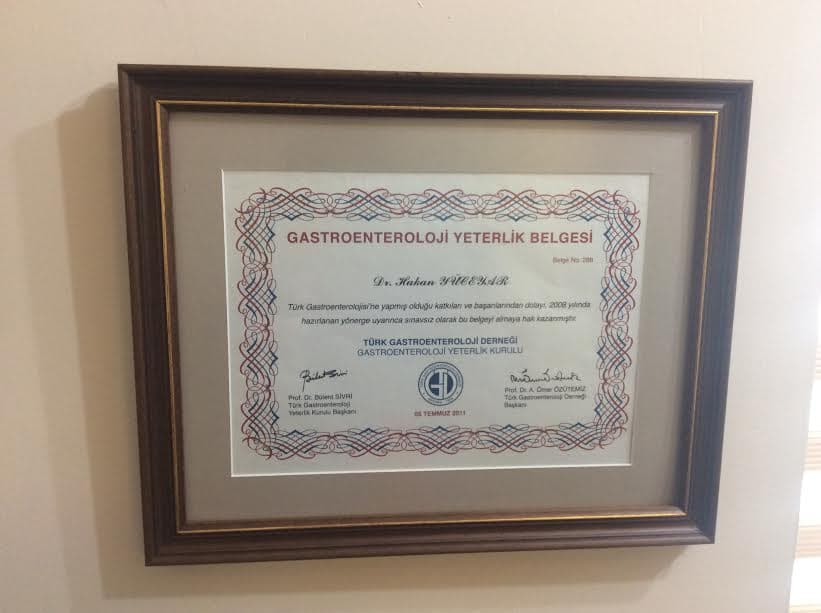 GASTROENTEROLOJİ YETERLİK BELGESİ
Belge No: 288
Dr. Hakan YÜCEYAR
Türk Gastroenterolojisi'ne yapmış olduğu katkıları ve başarılarından dolayı, 2008 yılında
hazırlanan yönerge uyarınca sınavsız olarak bu belgeyi almaya hak kazanmıştır.
TÜRK GASTROENTEROLOJİ DERNEĞİ
GASTROENTEROLOJİ YETERLİK KURULU
Prof. Dr. Bülent SİVRİ
Türk Gastroenteroloji
Yeterlik Kurulu Başkanı
05 TEMMUZ 2011
Prof. Dr. A. Ömer ÖZÜTEMİZ
Türk Gastroenteroloji Derneği
Başkanı